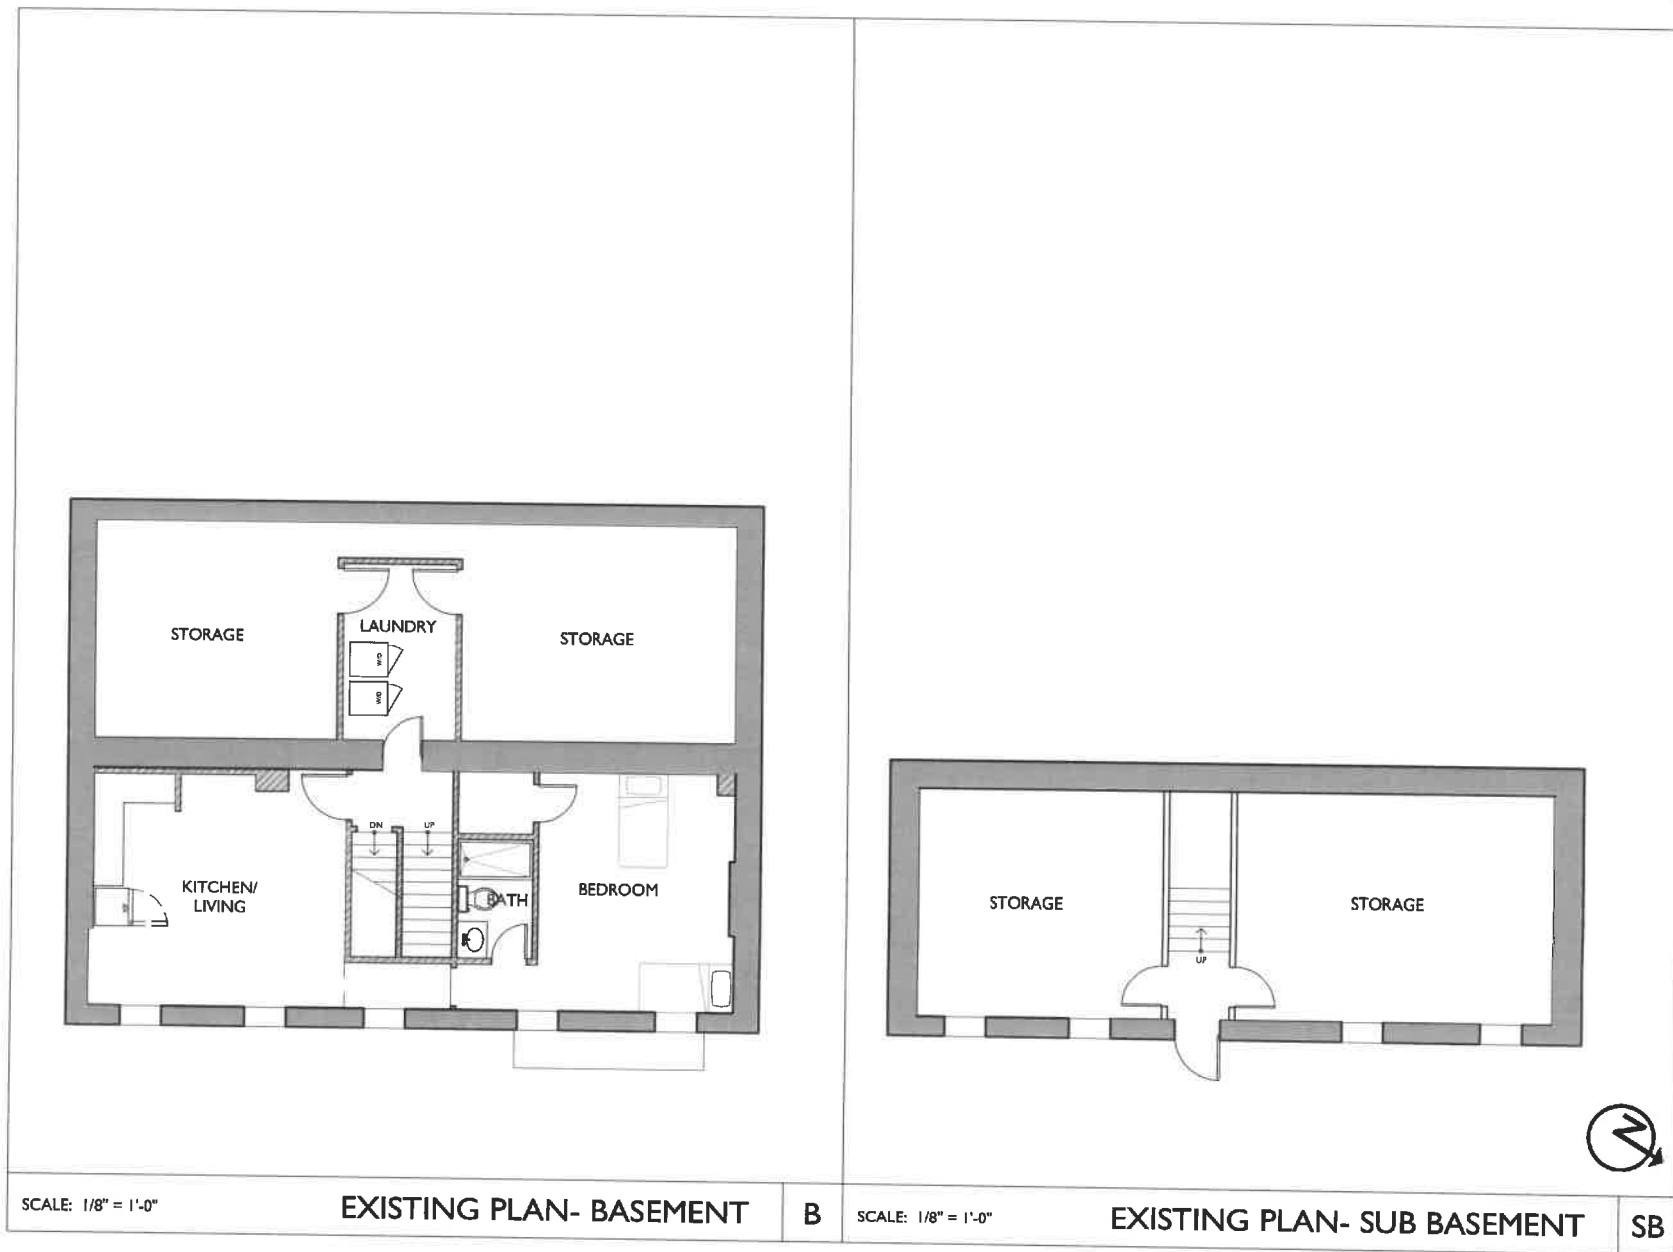 STORAGE
LAUNDRY
STORAGE
W/D
W/D
DN
UP
KITCHEN/
LIVING
BATH
BEDROOM
STORAGE
STORAGE
UP
N
SCALE: 1/8" = 1'-0"
EXISTING PLAN- BASEMENT
B
SCALE: 1/8" = 1'-0"
EXISTING PLAN- SUB BASEMENT
SB